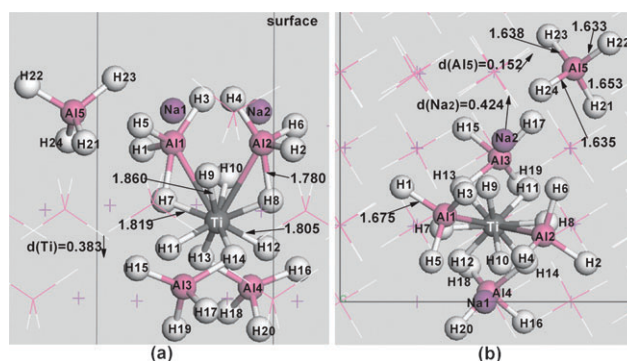 surface
H22
H23
Al5
H24
H21
H3
H4
Na1
Na2
H5
H6
H1
Al1
Al2
H2
H9
H10
1.860
1.780
H7
Ti
H8
1.819
1.805
d(Ti)=0.383
H11
H12
H13
H14
H15
H16
Al3
Al4
H17
H18
H19
H20
(a)
H23
1.633
1.638
H22
d(Al5)=0.152
Al5
1.653
H24
H21
d(Na2)=0.424
1.635
H15
Na2
H17
Al3
H13
H19
H1
H3
H9
H11
H6
1.675
Al1
H7
Ti
H8
Al2
H5
H12
H10
H4
H2
H18
H14
Al4
Na1
H20
H16
(b)